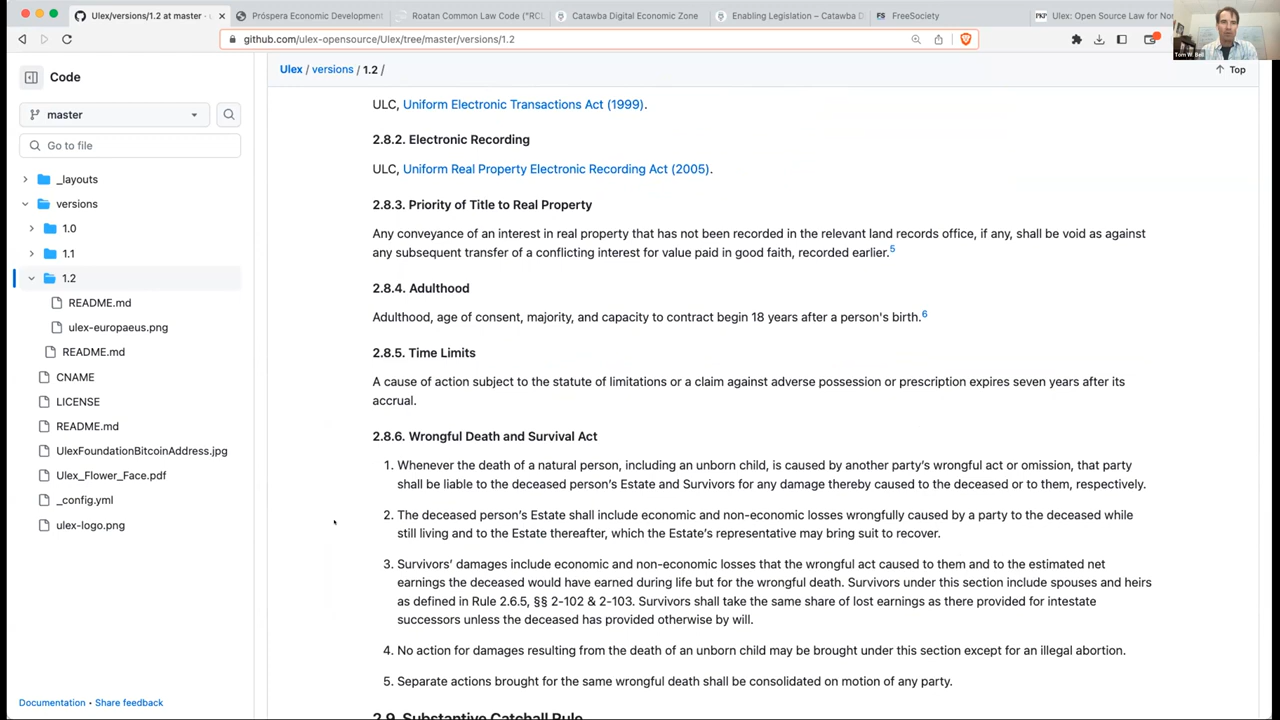 Ulex/versions/1.2 at master ·
Próspera Economic Development
Roatan Common Law Code ("RCL
Catawba Digital Economic Zone
Enabling Legislation – Catawba D
FreeSociety
Ulex: Open Source Law for Non
github.com/ulex-opensource/Ulex/tree/master/versions/1.2
Tom W. Bell
Code
Ulex / versions / 1.2 /
Top
master
Go to file
_layouts
versions
1.0
1.1
1.2
README.md
ulex-europaeus.png
README.md
CNAME
LICENSE
README.md
UlexFoundationBitcoinAddress.jpg
Ulex_Flower_Face.pdf
_config.yml
ulex-logo.png
Documentation • Share feedback
ULC, Uniform Electronic Transactions Act (1999).
2.8.2. Electronic Recording
ULC, Uniform Real Property Electronic Recording Act (2005).
2.8.3. Priority of Title to Real Property
Any conveyance of an interest in real property that has not been recorded in the relevant land records office, if any, shall be void as against
any subsequent transfer of a conflicting interest for value paid in good faith, recorded earlier.5
2.8.4. Adulthood
Adulthood, age of consent, majority, and capacity to contract begin 18 years after a person's birth.6
2.8.5. Time Limits
A cause of action subject to the statute of limitations or a claim against adverse possession or prescription expires seven years after its
accrual.
2.8.6. Wrongful Death and Survival Act
1. Whenever the death of a natural person, including an unborn child, is caused by another party's wrongful act or omission, that party
shall be liable to the deceased person's Estate and Survivors for any damage thereby caused to the deceased or to them, respectively.
2. The deceased person's Estate shall include economic and non-economic losses wrongfully caused by a party to the deceased while
still living and to the Estate thereafter, which the Estate's representative may bring suit to recover.
3. Survivors' damages include economic and non-economic losses that the wrongful act caused to them and to the estimated net
earnings the deceased would have earned during life but for the wrongful death. Survivors under this section include spouses and heirs
as defined in Rule 2.6.5, §§ 2-102 & 2-103. Survivors shall take the same share of lost earnings as there provided for intestate
successors unless the deceased has provided otherwise by will.
4. No action for damages resulting from the death of an unborn child may be brought under this section except for an illegal abortion.
5. Separate actions brought for the same wrongful death shall be consolidated on motion of any party.
2.9. Substantive Catchall Rule